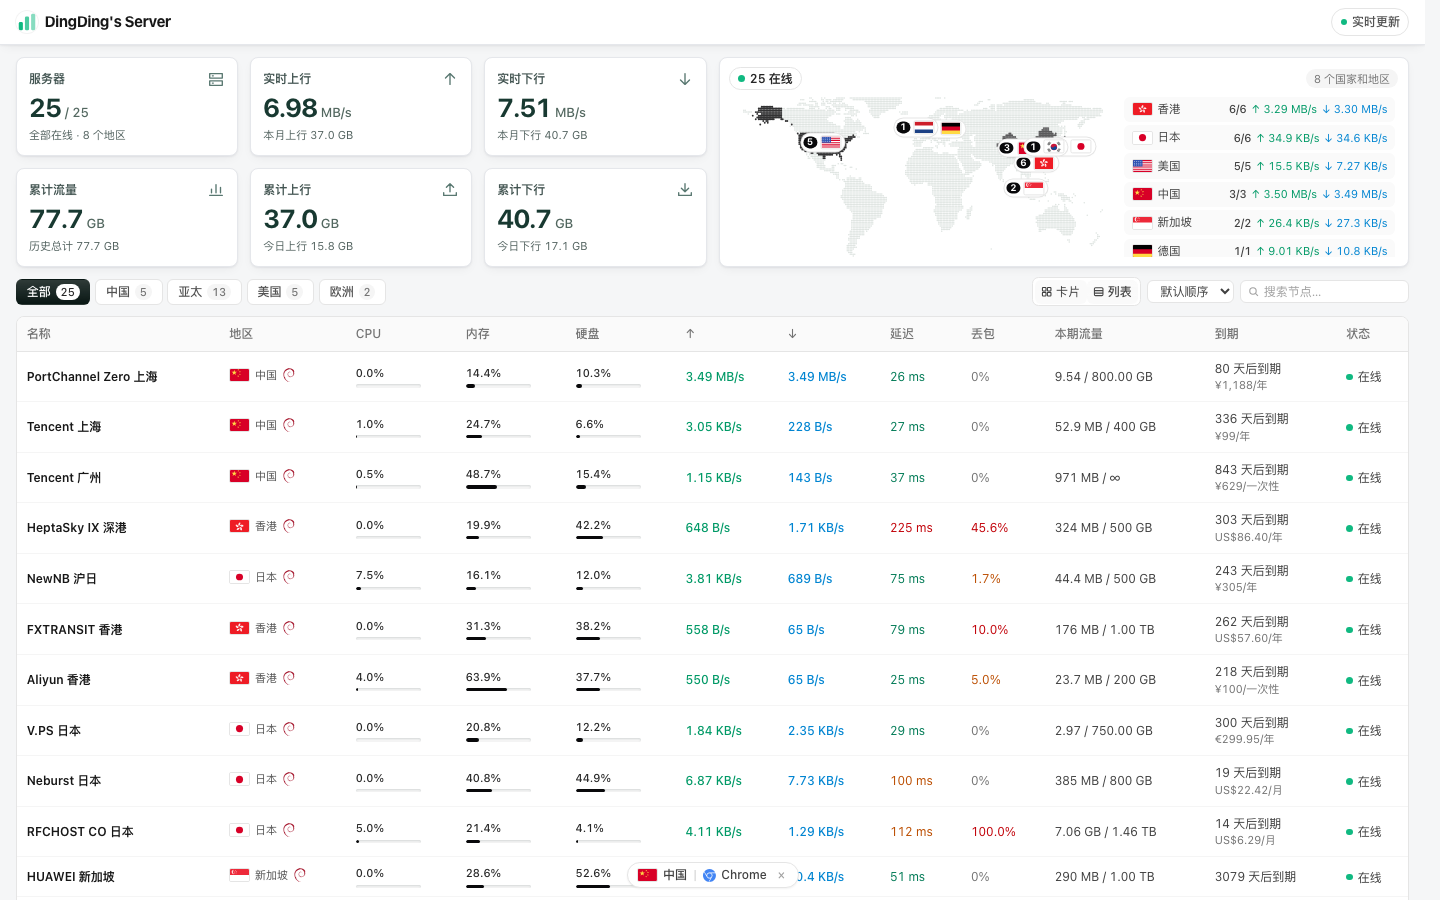 DingDing's Server
实时更新
服务器
25 / 25
全部在线 · 8 个地区
实时上行
6.98 MB/s
本月上行 37.0 GB
实时下行
7.51 MB/s
本月下行 40.7 GB
累计流量
77.7 GB
历史总计 77.7 GB
累计上行
37.0 GB
今日上行 15.8 GB
累计下行
40.7 GB
今日下行 17.1 GB
25 在线
8 个国家和地区
5
1
3
1
6
2
香港 6/6 ↑ 3.29 MB/s ↓ 3.30 MB/s
日本 6/6 ↑ 34.9 KB/s ↓ 34.6 KB/s
美国 5/5 ↑ 15.5 KB/s ↓ 7.27 KB/s
中国 3/3 ↑ 3.50 MB/s ↓ 3.49 MB/s
新加坡 2/2 ↑ 26.4 KB/s ↓ 27.3 KB/s
德国 1/1 ↑ 9.01 KB/s ↓ 10.8 KB/s
全部 25 中国 5 亚太 13 美国 5 欧洲 2
卡片 列表 默认顺序 搜索节点...
名称 地区 CPU 内存 硬盘 ↑ ↓ 延迟 丢包 本期流量 到期 状态
PortChannel Zero 上海 中国 0.0% 14.4% 10.3% 3.49 MB/s 3.49 MB/s 26 ms 0% 9.54 / 800.00 GB 80 天后到期 在线
¥1,188/年
Tencent 上海 中国 1.0% 24.7% 6.6% 3.05 KB/s 228 B/s 27 ms 0% 52.9 MB / 400 GB 336 天后到期 在线
¥99/年
Tencent 广州 中国 0.5% 48.7% 15.4% 1.15 KB/s 143 B/s 37 ms 0% 971 MB / ∞ 843 天后到期 在线
¥629/一次性
HeptaSky IX 深港 香港 0.0% 19.9% 42.2% 648 B/s 1.71 KB/s 225 ms 45.6% 324 MB / 500 GB 303 天后到期 在线
US$86.40/年
NewNB 沪日 日本 7.5% 16.1% 12.0% 3.81 KB/s 689 B/s 75 ms 1.7% 44.4 MB / 500 GB 243 天后到期 在线
¥305/年
FXTRANSIT 香港 香港 0.0% 31.3% 38.2% 558 B/s 65 B/s 79 ms 10.0% 176 MB / 1.00 TB 262 天后到期 在线
US$57.60/年
Aliyun 香港 香港 4.0% 63.9% 37.7% 550 B/s 65 B/s 25 ms 5.0% 23.7 MB / 200 GB 218 天后到期 在线
¥100/一次性
V.PS 日本 日本 0.0% 20.8% 12.2% 1.84 KB/s 2.35 KB/s 29 ms 0% 2.97 / 750.00 GB 300 天后到期 在线
€299.95/年
Neburst 日本 日本 0.0% 40.8% 44.9% 6.87 KB/s 7.73 KB/s 100 ms 0% 385 MB / 800 GB 19 天后到期 在线
US$22.42/月
RFCHOST CO 日本 日本 5.0% 21.4% 4.1% 4.11 KB/s 1.29 KB/s 112 ms 100.0% 7.06 GB / 1.46 TB 14 天后到期 在线
US$6.29/月
HUAWEI 新加坡 新加坡 0.0% 28.6% 52.6% 0.4 KB/s 51 ms 0% 290 MB / 1.00 TB 3079 天后到期 在线
中国 | Chrome ×